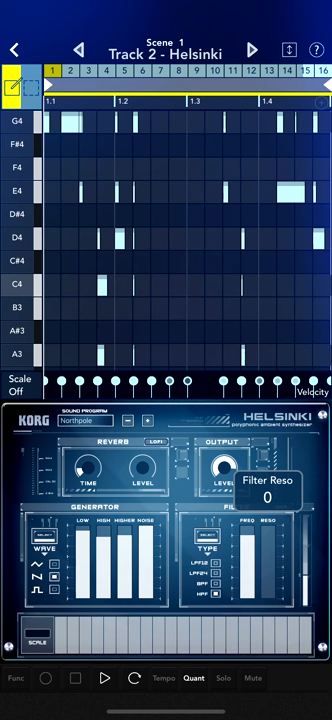 Scene 1
Track 2 - Helsinki
1 2 3 4 5 6 7 8 9 10 11 12 13 14 15 16
1.1 1.2 1.3 1.4
G4
F#4
F4
E4
D#4
D4
C#4
C4
B3
A#3
A3
Scale
Off
Velocity
KORG
SOUND PROGRAM
Northpole
HELSINKI
polyphonic ambient synthesizer
REVERB LOFI
OUTPUT
TIME LEVEL LEVEL
Filter Reso
0
GENERATOR
LOW HIGH HIGHER NOISE
FREQ RESO
SELECT
WAVE
SELECT
TYPE
LPF12
LPF24
BPF
HPF
SCALE
Func Tempo Quant Solo Mute